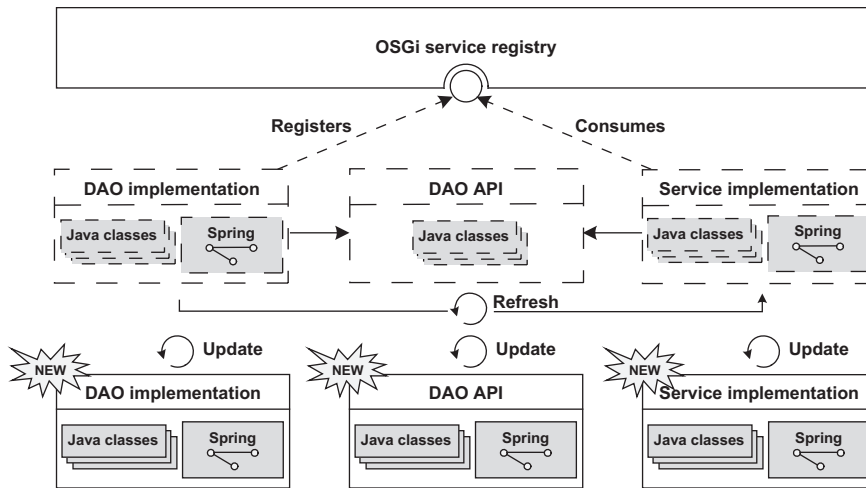 OSGi service registry
Registers
Consumes
DAO implementation
DAO API
Service implementation
Java classes
Spring
Java classes
Java classes
Spring
Refresh
Update
Update
Update
NEW
NEW
NEW
DAO implementation
DAO API
Service implementation
Java classes
Spring
Java classes
Spring
Java classes
Spring